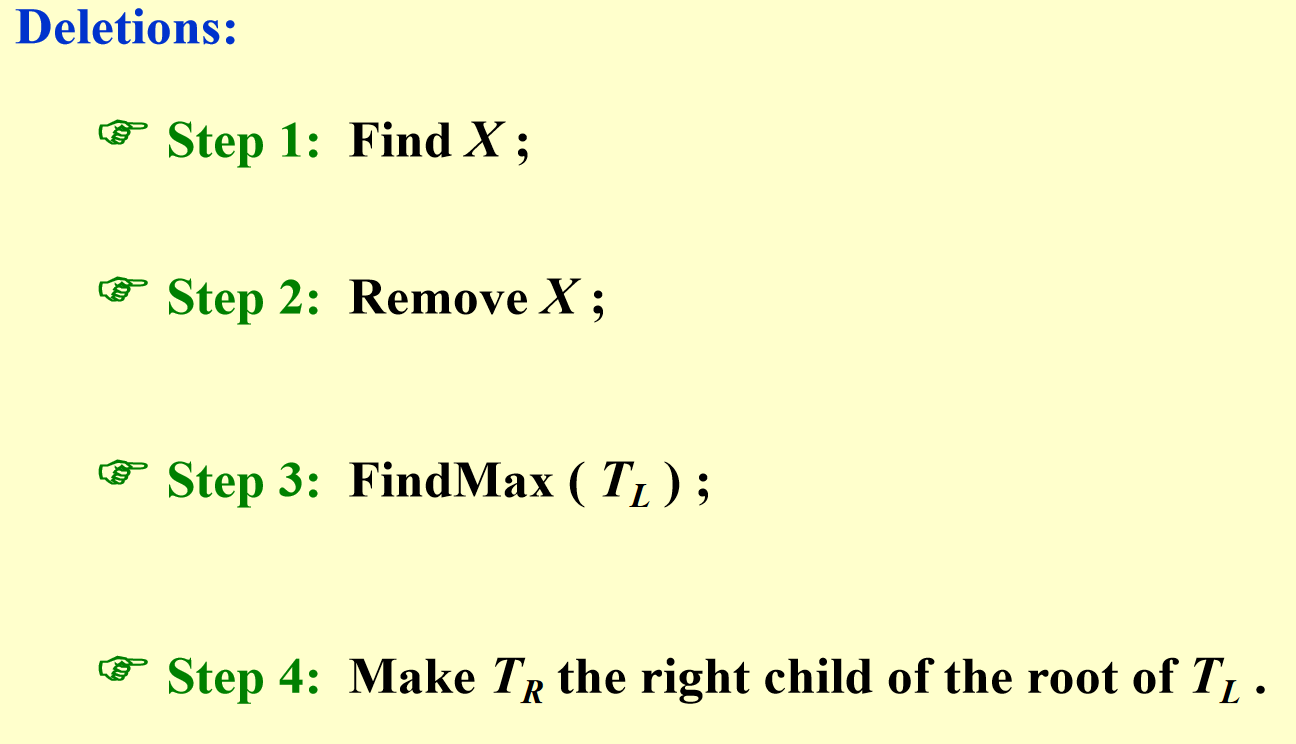 Deletions:
☞ Step 1: Find X ;
☞ Step 2: Remove X ;
☞ Step 3: FindMax ( T_L ) ;
☞ Step 4: Make T_R the right child of the root of T_L .